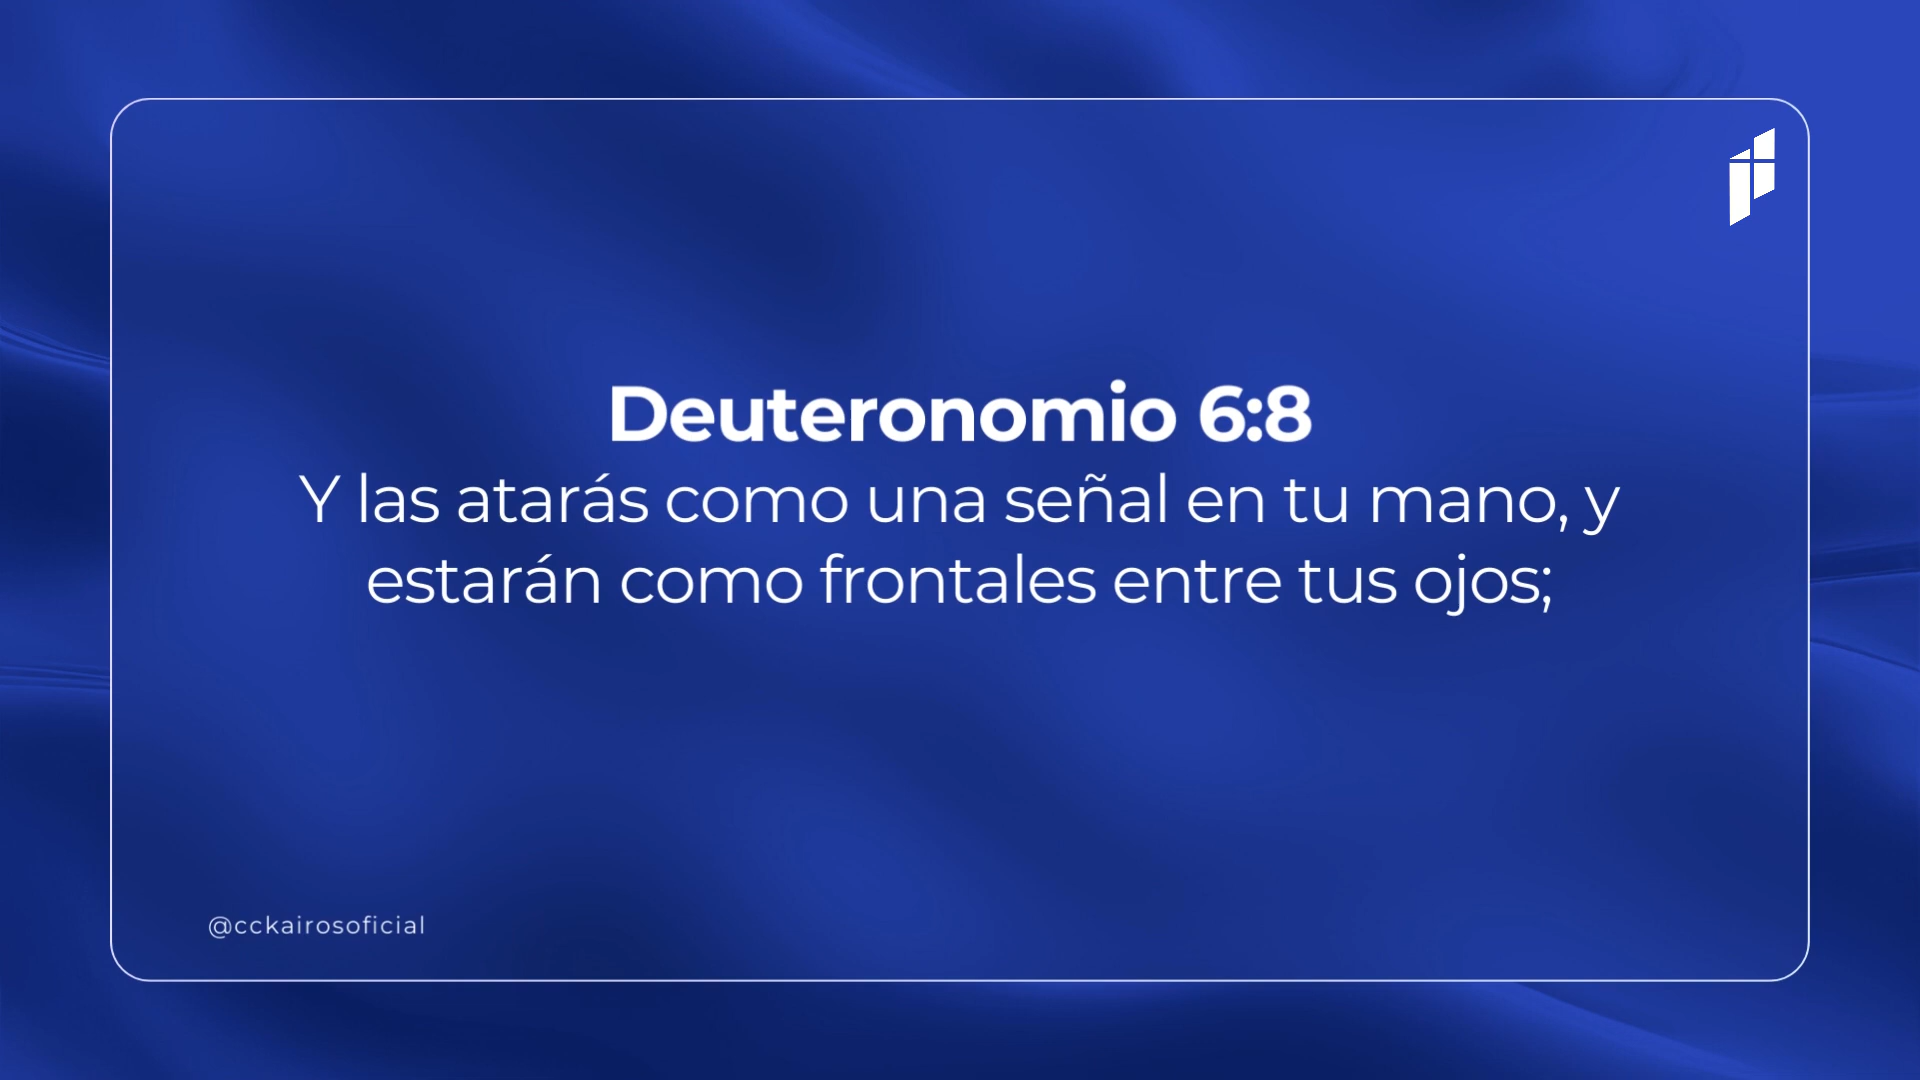 Deuteronomio 6:8
Y las atarás como una señal en tu mano, y
estarán como frontales entre tus ojos;
@cckairosoficial